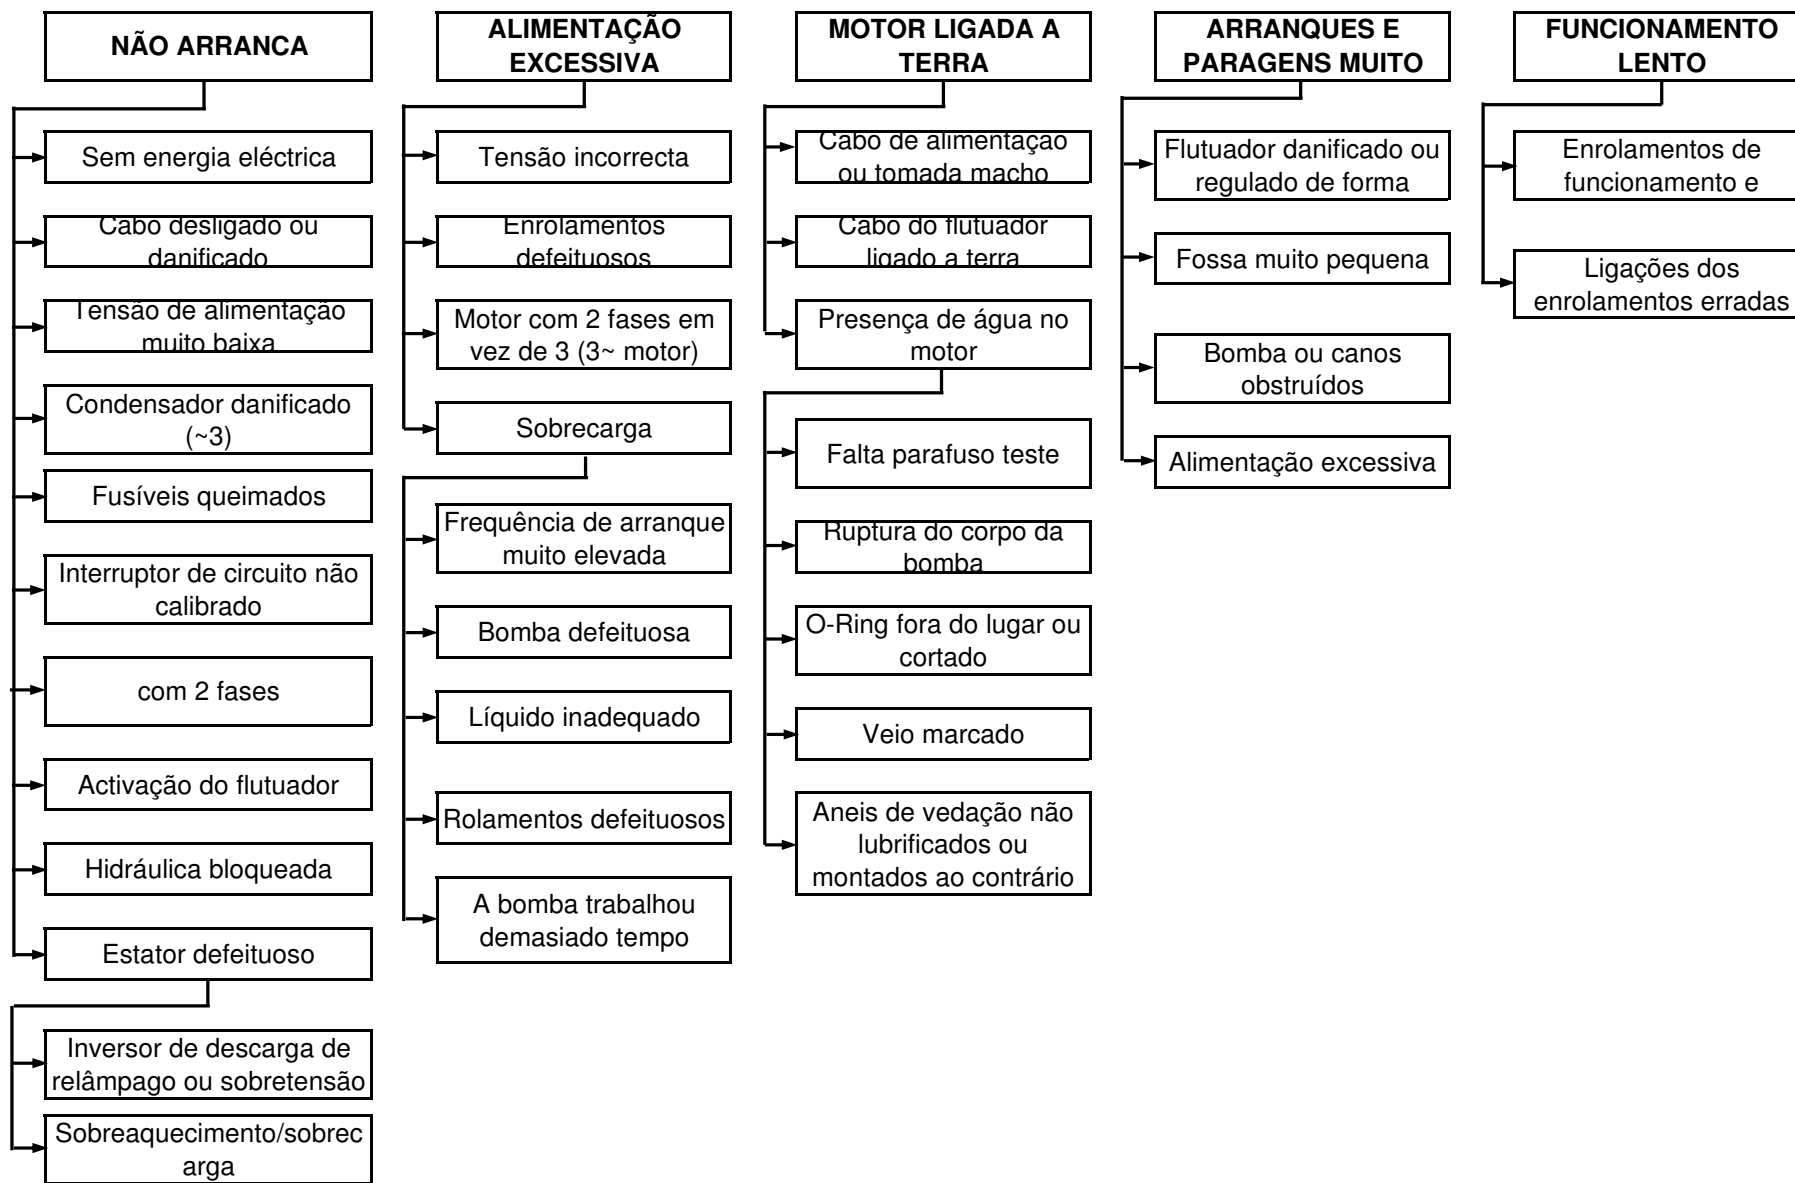 NÃO ARRANCA
Sem energia eléctrica
Cabo desligado ou
danificado
Tensão de alimentação
muito baixa
Condensador danificado
(~3)
Fusíveis queimados
Interruptor de circuito não
calibrado
com 2 fases
Activação do flutuador
Hidráulica bloqueada
Estator defeituoso
Inversor de descarga de
relâmpago ou sobretensão
Sobreaquecimento/sobrec
arga
ALIMENTAÇÃO
EXCESSIVA
Tensão incorrecta
Enrolamentos
defeituosos
Motor com 2 fases em
vez de 3 (3~ motor)
Sobrecarga
Frequência de arranque
muito elevada
Bomba defeituosa
Líquido inadequado
Rolamentos defeituosos
A bomba trabalhou
demasiado tempo
MOTOR LIGADA A
TERRA
Cabo de alimentação
ou tomada macho
Cabo do flutuador
ligado a terra
Presença de água no
motor
Falta parafuso teste
Ruptura do corpo da
bomba
O-Ring fora do lugar ou
cortado
Veio marcado
Aneis de vedação não
lubrificados ou
montados ao contrário
ARRANQUES E
PARAGENS MUITO
Flutuador danificado ou
regulado de forma
Fossa muito pequena
Bomba ou canos
obstruídos
Alimentação excessiva
FUNCIONAMENTO
LENTO
Enrolamentos de
funcionamento e
Ligações dos
enrolamentos erradas